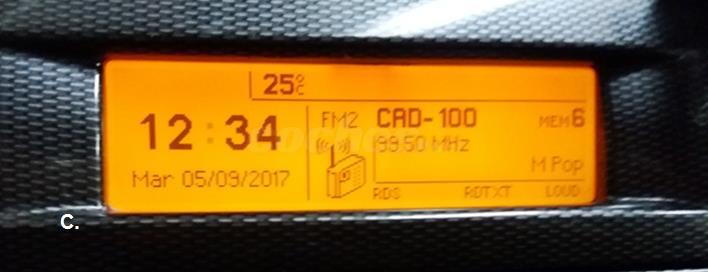 25°C
12:34
Mar 05/09/2017
FM2 CAD-100 MEM6
99.50 MHz
M Pop
RDS RDTXT LOUD
C.